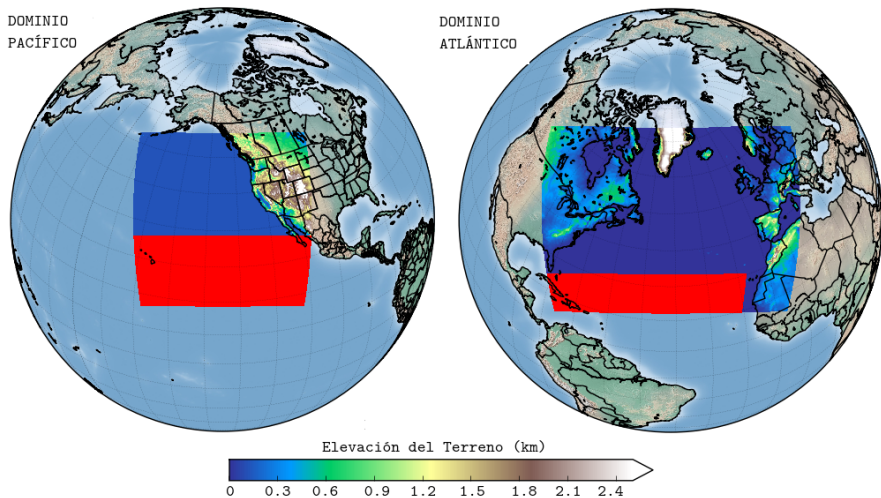 DOMINIO
PACÍFICO
DOMINIO
ATLÁNTICO
Elevación del Terreno (km)
0 0.3 0.6 0.9 1.2 1.5 1.8 2.1 2.4